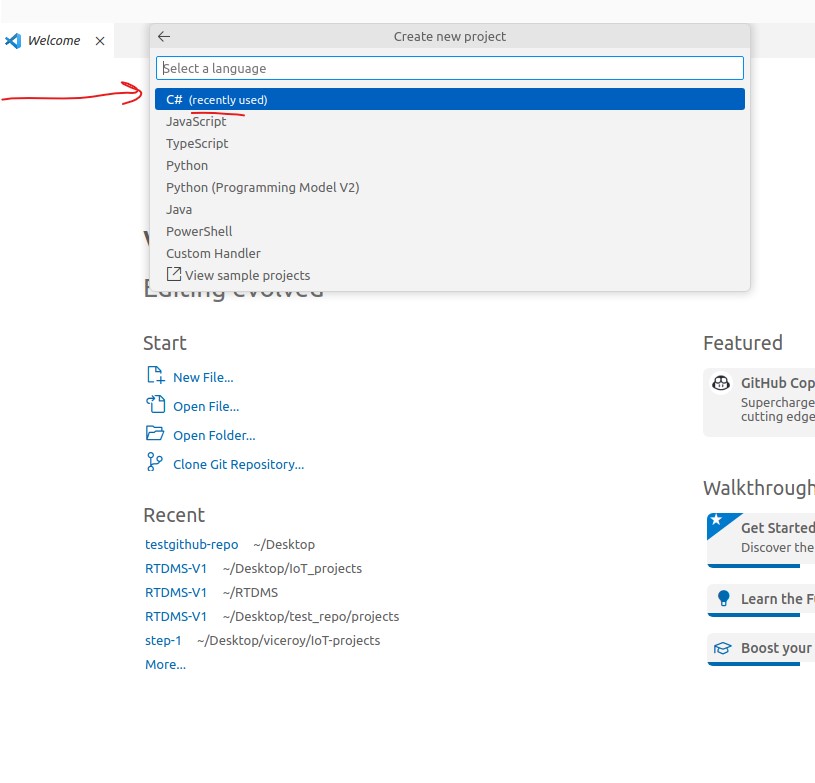 Welcome
Create new project
Select a language
C# (recently used)
JavaScript
TypeScript
Python
Python (Programming Model V2)
Java
PowerShell
Custom Handler
View sample projects
Editing evolved
Start
New File...
Open File...
Open Folder...
Clone Git Repository...
Recent
testgithub-repo ~/Desktop
RTDMS-V1 ~/Desktop/IoT_projects
RTDMS-V1 ~/RTDMS
RTDMS-V1 ~/Desktop/test_repo/projects
step-1 ~/Desktop/viceroy/IoT-projects
More...
Featured
GitHub Cop
Supercharge
cutting edge
Walkthrough
Get Started
Discover the
Learn the F
Boost your